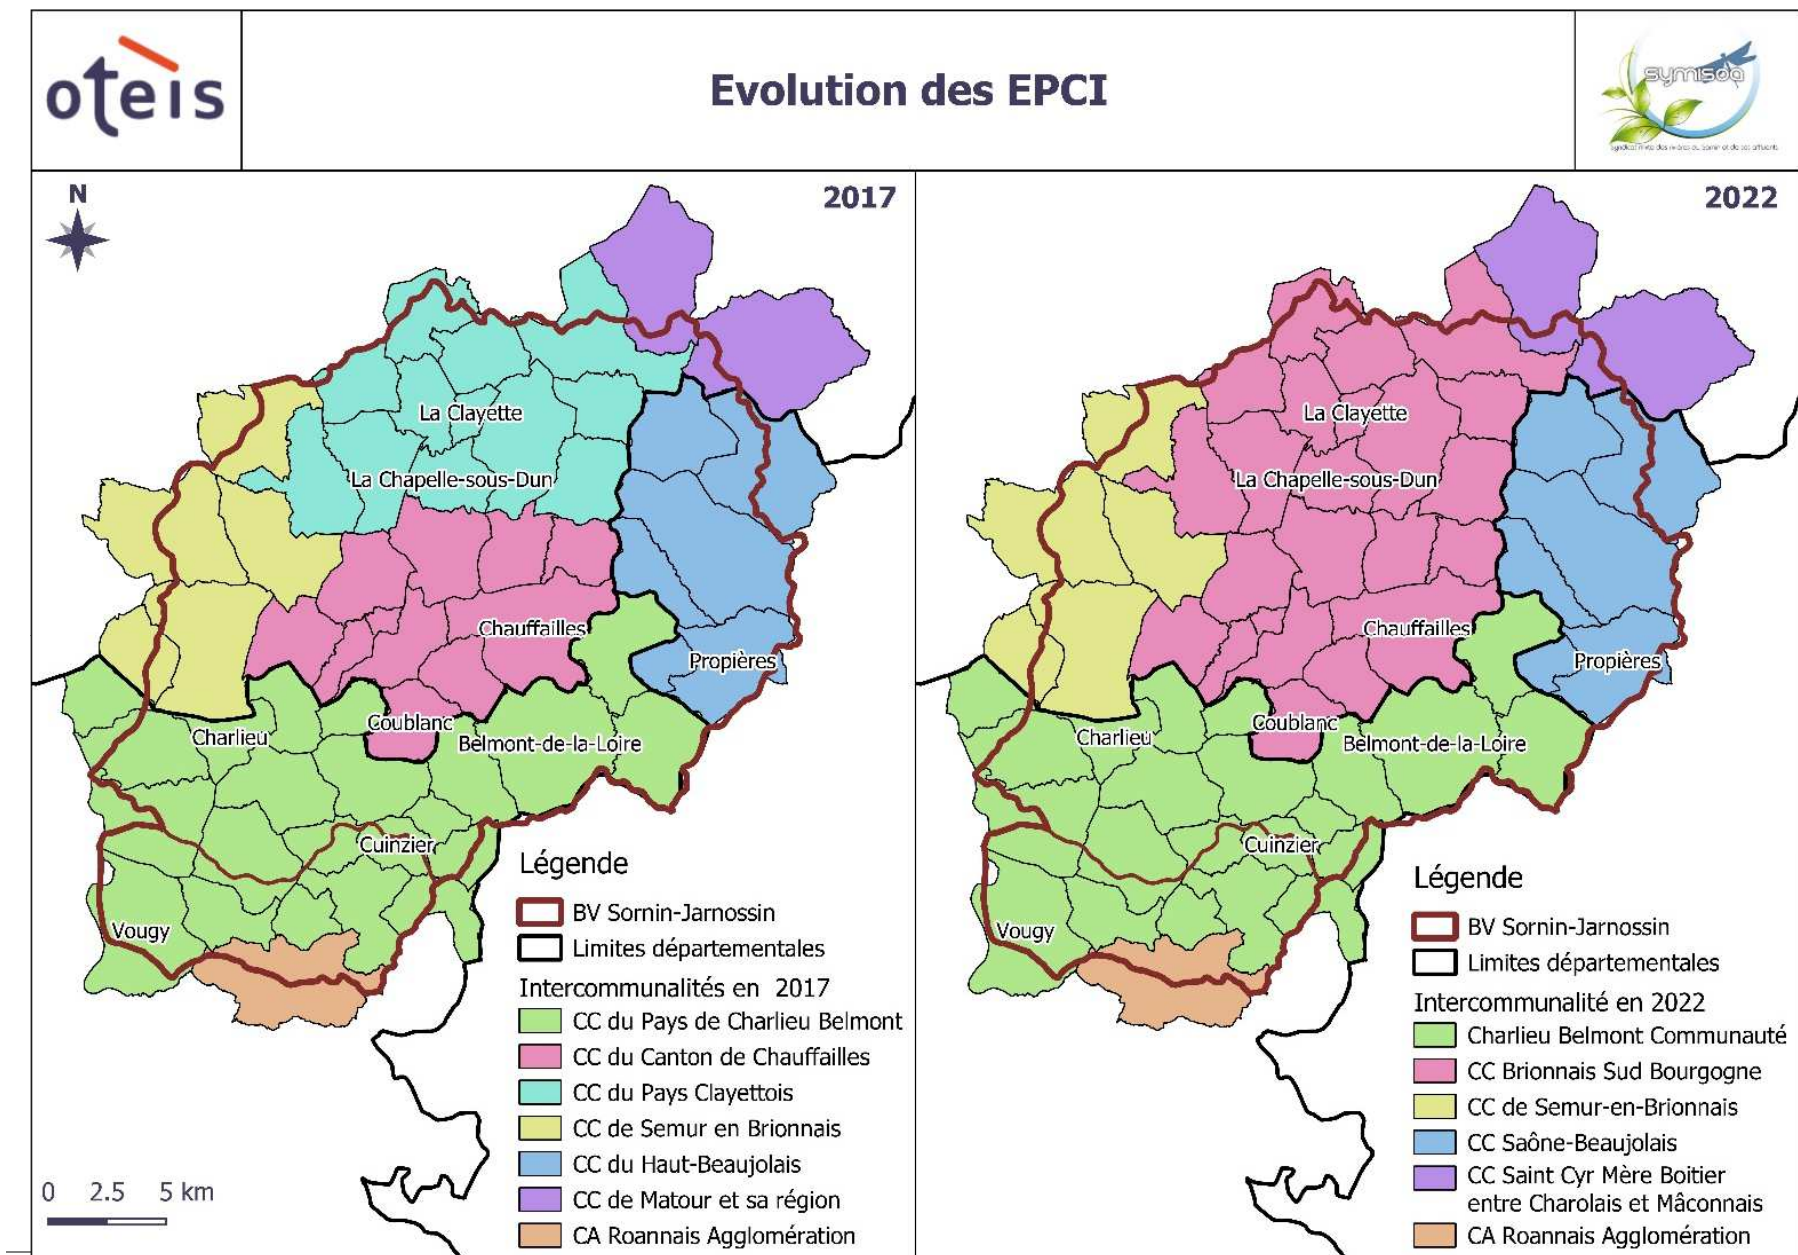 oteis
Evolution des EPCI
symisoa
2017
N
La Clayette
La Chapelle-sous-Dun
Chauffailles
Propières
Coublanc
Charlieu
Belmont-de-la-Loire
Cuinzier
Vougy
Légende
BV Sornin-Jarnossin
Limites départementales
Intercommunalités en 2017
CC du Pays de Charlieu Belmont
CC du Canton de Chauffailles
CC du Pays Clayettois
CC de Semur en Brionnais
CC du Haut-Beaujolais
CC de Matour et sa région
CA Roannais Agglomération
0 2.5 5 km
2022
La Clayette
La Chapelle-sous-Dun
Chauffailles
Propières
Coublanc
Charlieu
Belmont-de-la-Loire
Cuinzier
Vougy
Légende
BV Sornin-Jarnossin
Limites départementales
Intercommunalité en 2022
Charlieu Belmont Communauté
CC Brionnais Sud Bourgogne
CC de Semur-en-Brionnais
CC Saône-Beaujolais
CC Saint Cyr Mère Boitier
entre Charolais et Mâconnais
CA Roannais Agglomération